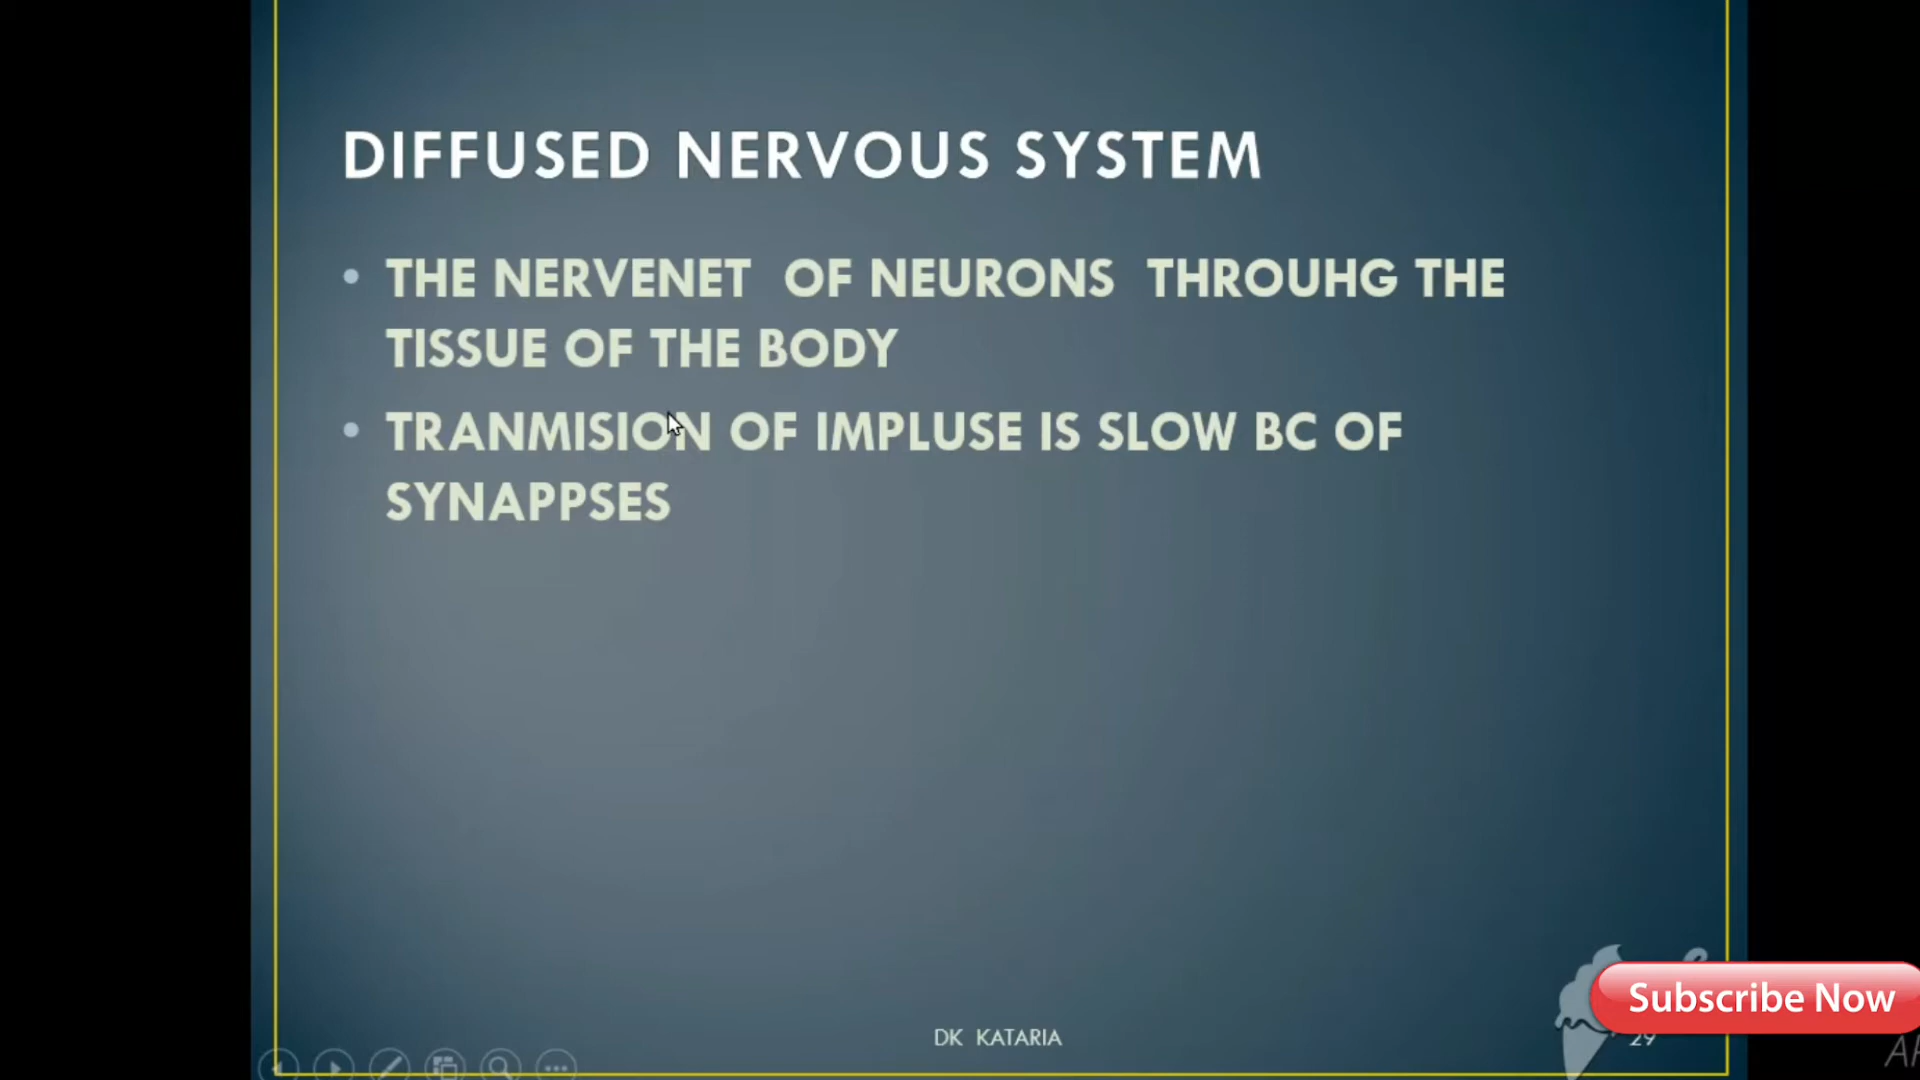 DIFFUSED NERVOUS SYSTEM
• THE NERVENET OF NEURONS THROUHG THE
TISSUE OF THE BODY
• TRANMISION OF IMPLUSE IS SLOW BC OF
SYNAPPSES
Subscribe Now
DK KATARIA
29